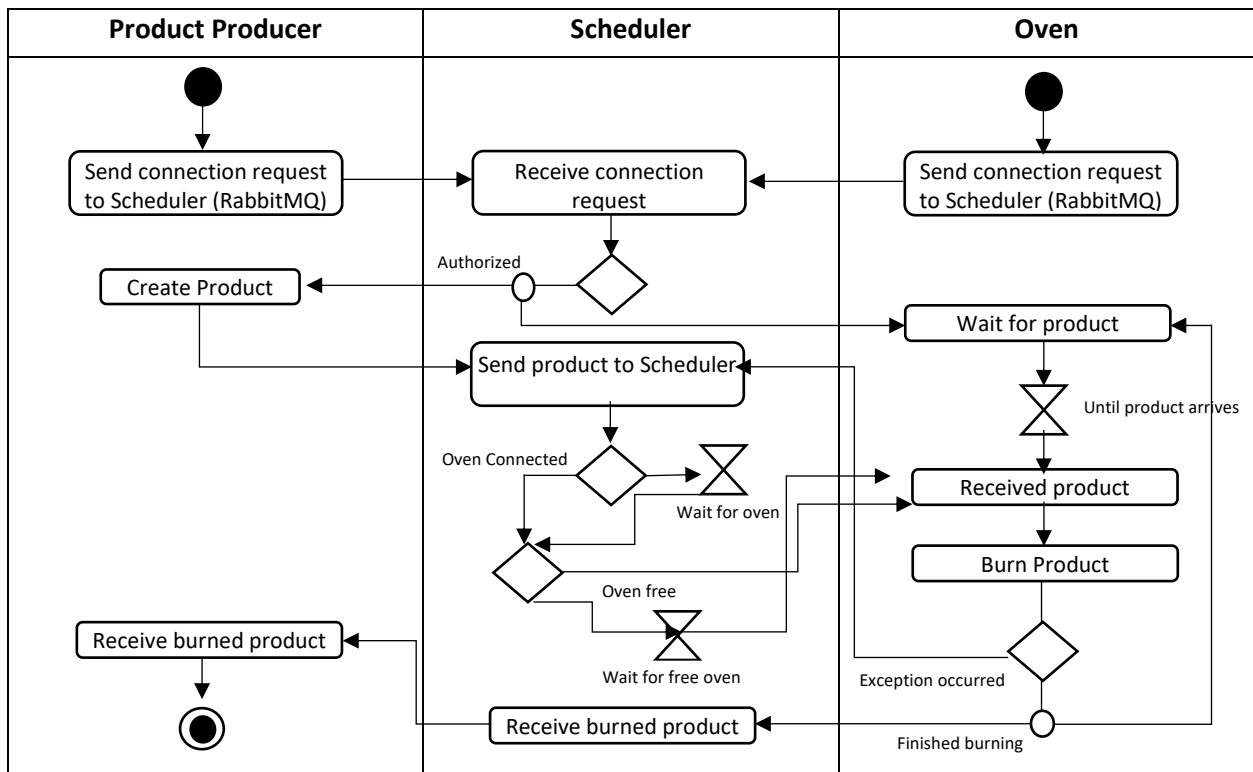 Product Producer
Scheduler
Oven
Send connection request
to Scheduler (RabbitMQ)
Receive connection
request
Send connection request
to Scheduler (RabbitMQ)
Authorized
Create Product
Wait for product
Send product to Scheduler
Until product arrives
Oven Connected
Received product
Wait for oven
Burn Product
Oven free
Receive burned product
Wait for free oven
Exception occurred
Receive burned product
Finished burning